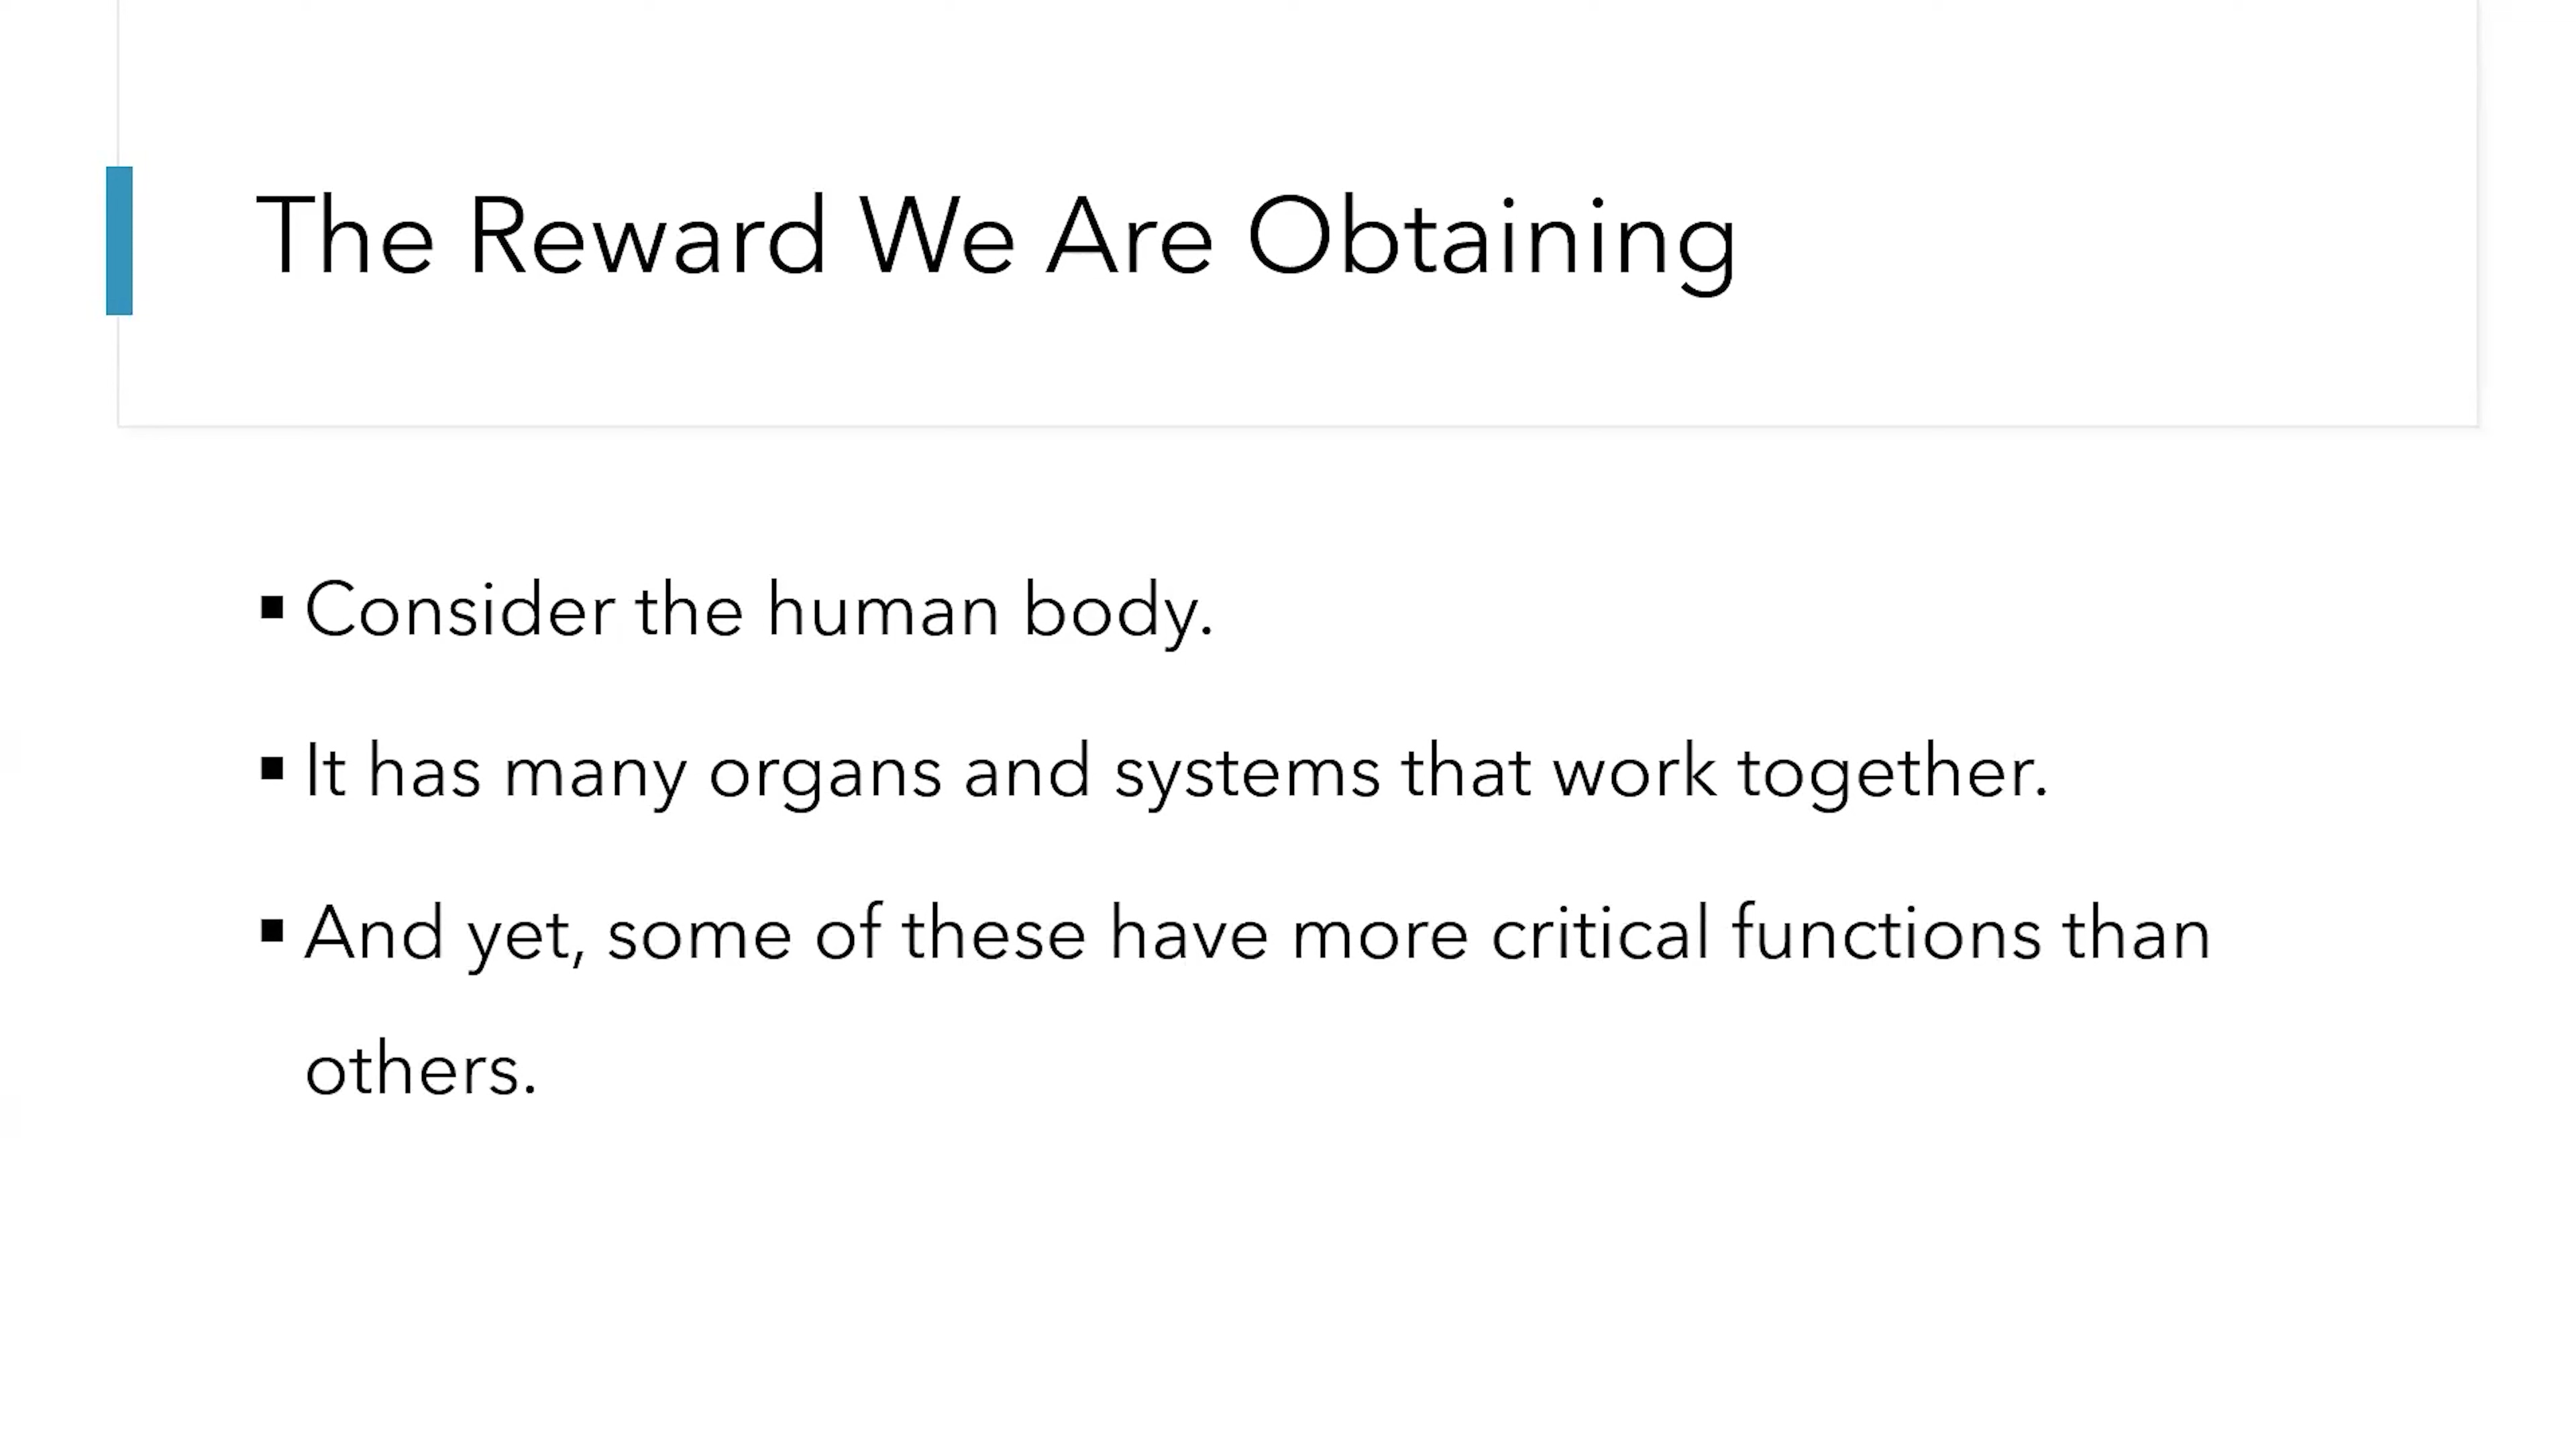 The Reward We Are Obtaining
▪ Consider the human body.
▪ It has many organs and systems that work together.
▪ And yet, some of these have more critical functions than
others.